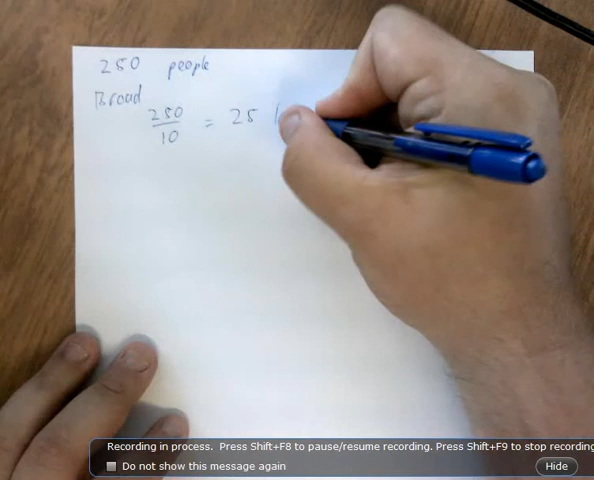 250 people
Bread
250
10
= 25
Recording in process. Press Shift+F8 to pause/resume recording. Press Shift+F9 to stop recording
Do not show this message again
Hide